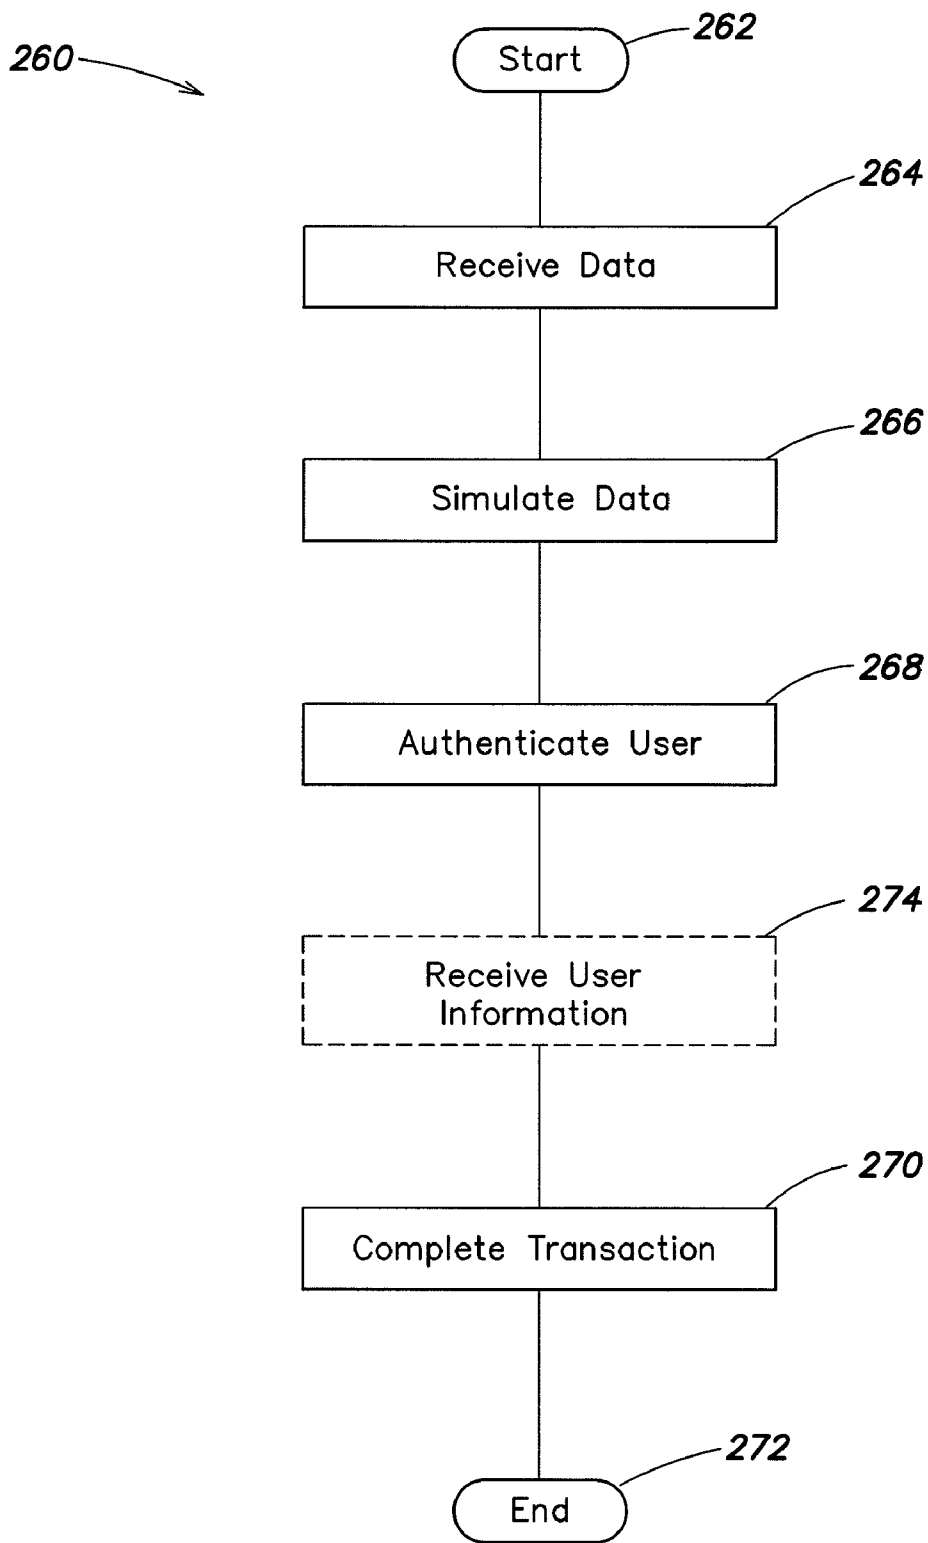 260
Start
262
264
Receive Data
266
Simulate Data
268
Authenticate User
274
Receive User
Information
270
Complete Transaction
272
End